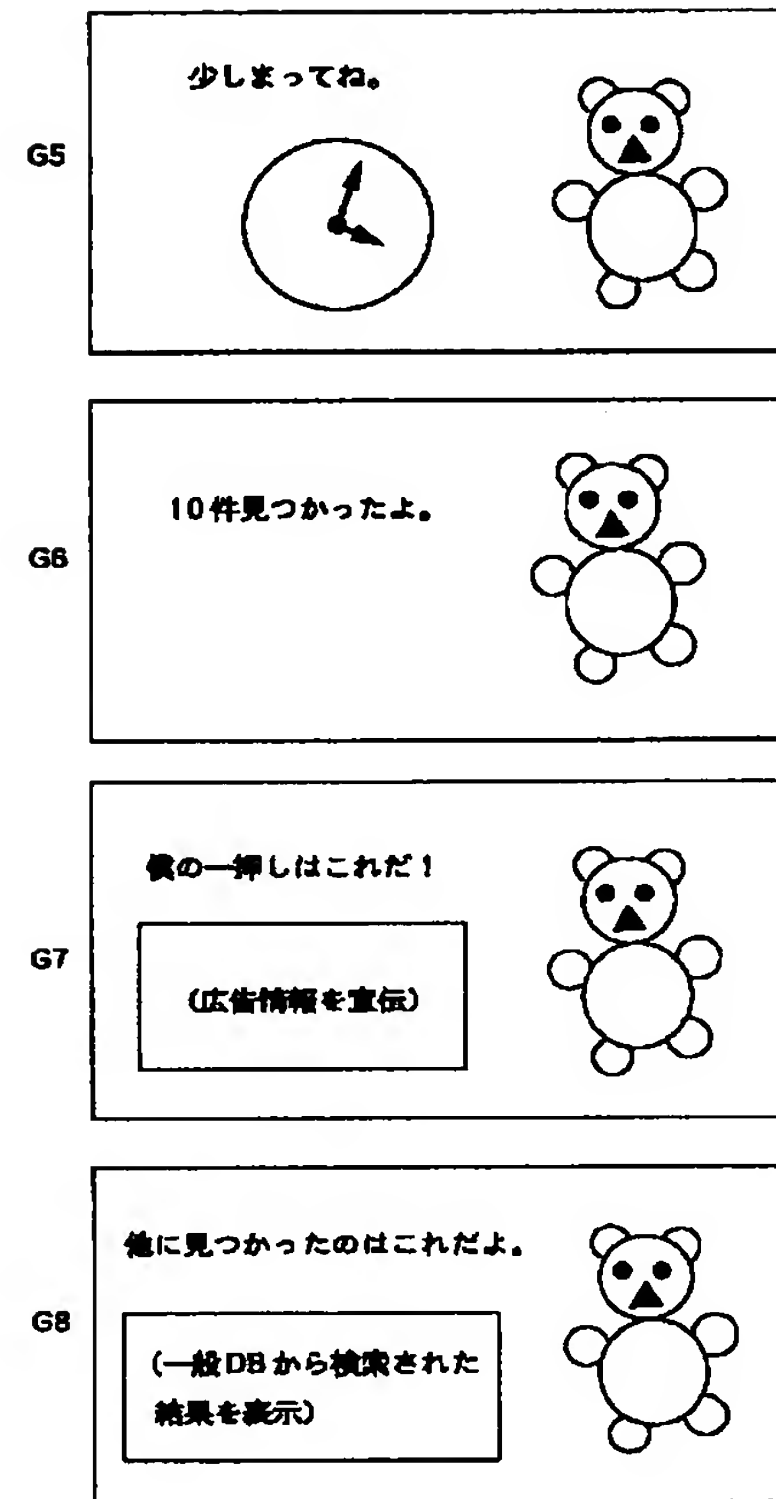 G5
少しまってね。
G6
10件見つかったよ。
G7
僕の一押しはこれだ！
(広告情報を宣伝)
G8
他に見つかったのはこれだよ。
(一般DBから検索された
結果を表示)